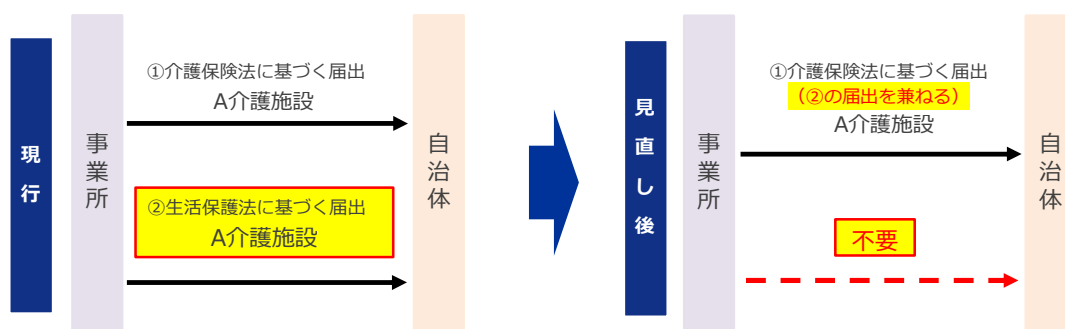 現行
事業所
①介護保険法に基づく届出
A介護施設
②生活保護法に基づく届出
A介護施設
自治体
見直し後
事業所
①介護保険法に基づく届出
（②の届出を兼ねる）
A介護施設
不要
自治体